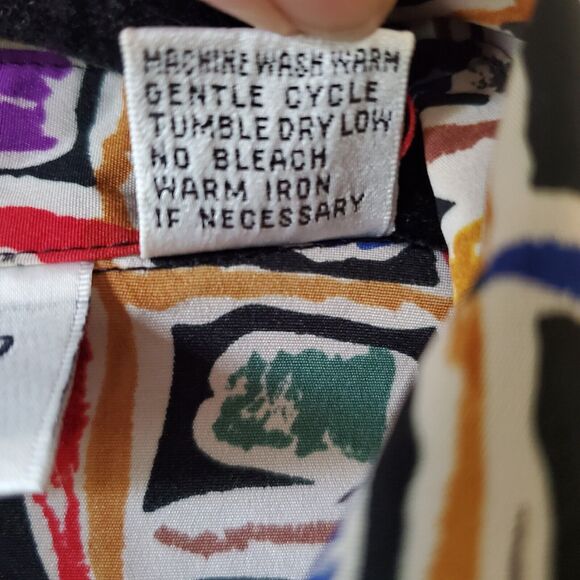 MACHINE WASH WARM
GENTLE CYCLE
TUMBLE DRY LOW
NO BLEACH
WARM IRON
IF NECESSARY